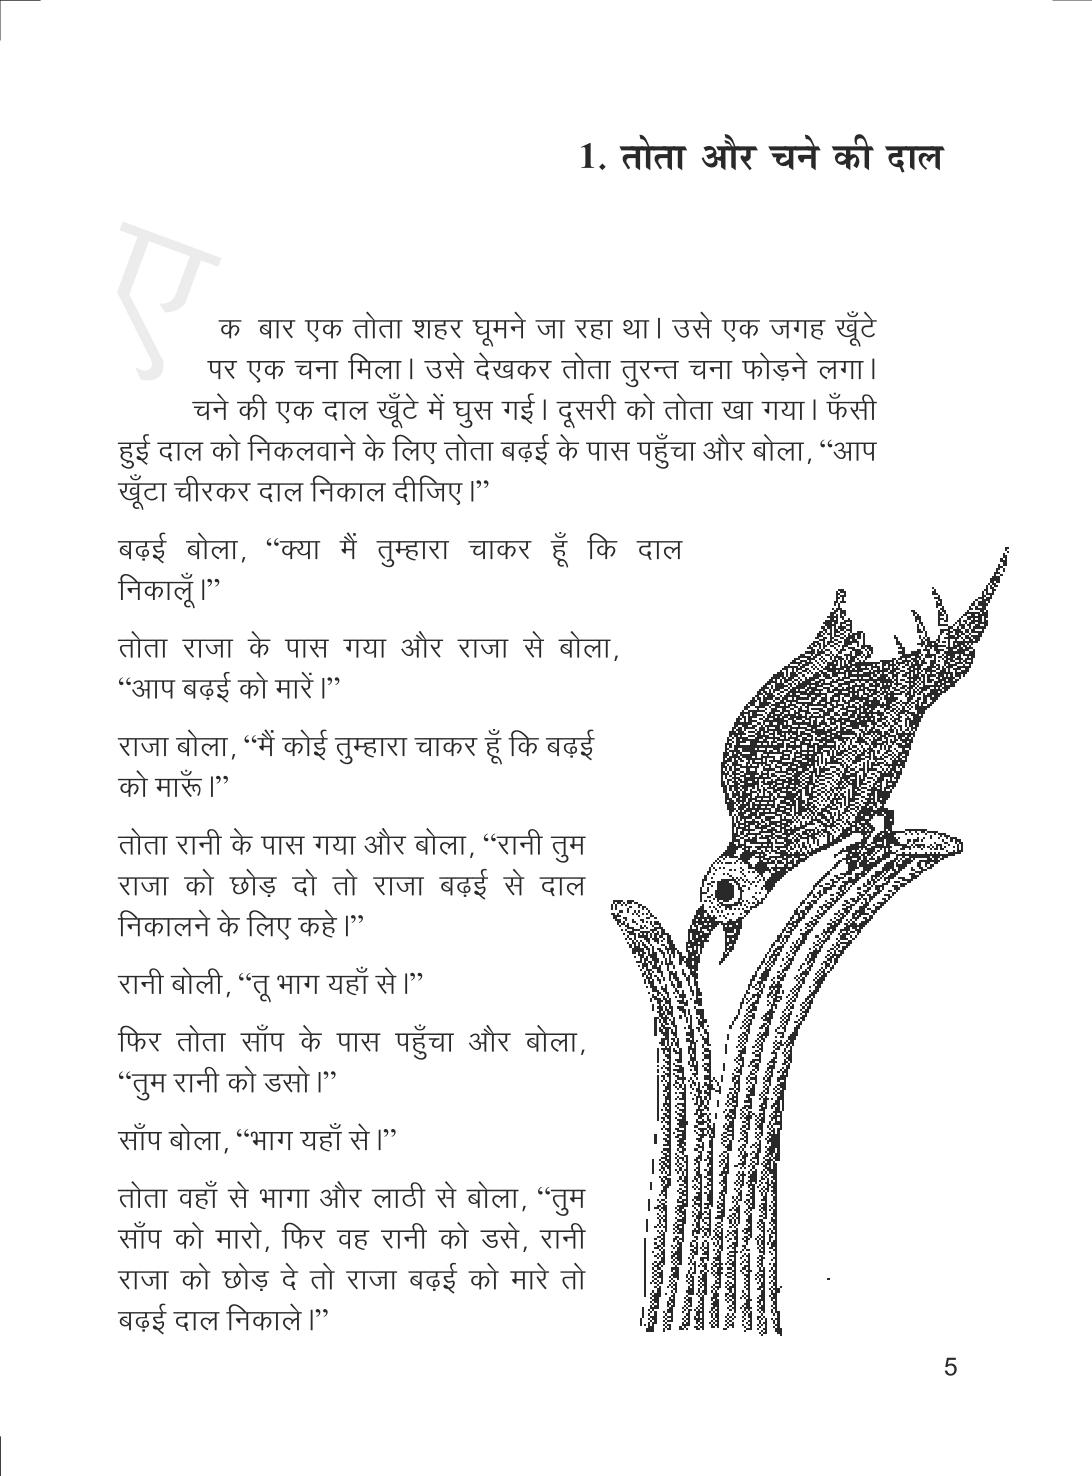 1. तोता और चने की दाल
एक बार एक तोता शहर घूमने जा रहा था। उसे एक जगह खूँटे
पर एक चना मिला। उसे देखकर तोता तुरन्त चना फोड़ने लगा।
चने की एक दाल खूँटे में घुस गई। दूसरी को तोता खा गया। फँसी
हुई दाल को निकलवाने के लिए तोता बढ़ई के पास पहुँचा और बोला, “आप
खूँटा चीरकर दाल निकाल दीजिए।”
बढ़ई बोला, “क्या मैं तुम्हारा चाकर हूँ कि दाल
निकालूँ।”
तोता राजा के पास गया और राजा से बोला,
“आप बढ़ई को मारें।”
राजा बोला, “मैं कोई तुम्हारा चाकर हूँ कि बढ़ई
को मारूँ।”
तोता रानी के पास गया और बोला, “रानी तुम
राजा को छोड़ दो तो राजा बढ़ई से दाल
निकालने के लिए कहे।”
रानी बोली, “तू भाग यहाँ से।”
फिर तोता साँप के पास पहुँचा और बोला,
“तुम रानी को डसो।”
साँप बोला, “भाग यहाँ से।”
तोता वहाँ से भागा और लाठी से बोला, “तुम
साँप को मारो, फिर वह रानी को डसे, रानी
राजा को छोड़ दे तो राजा बढ़ई को मारे तो
बढ़ई दाल निकाले।”
5